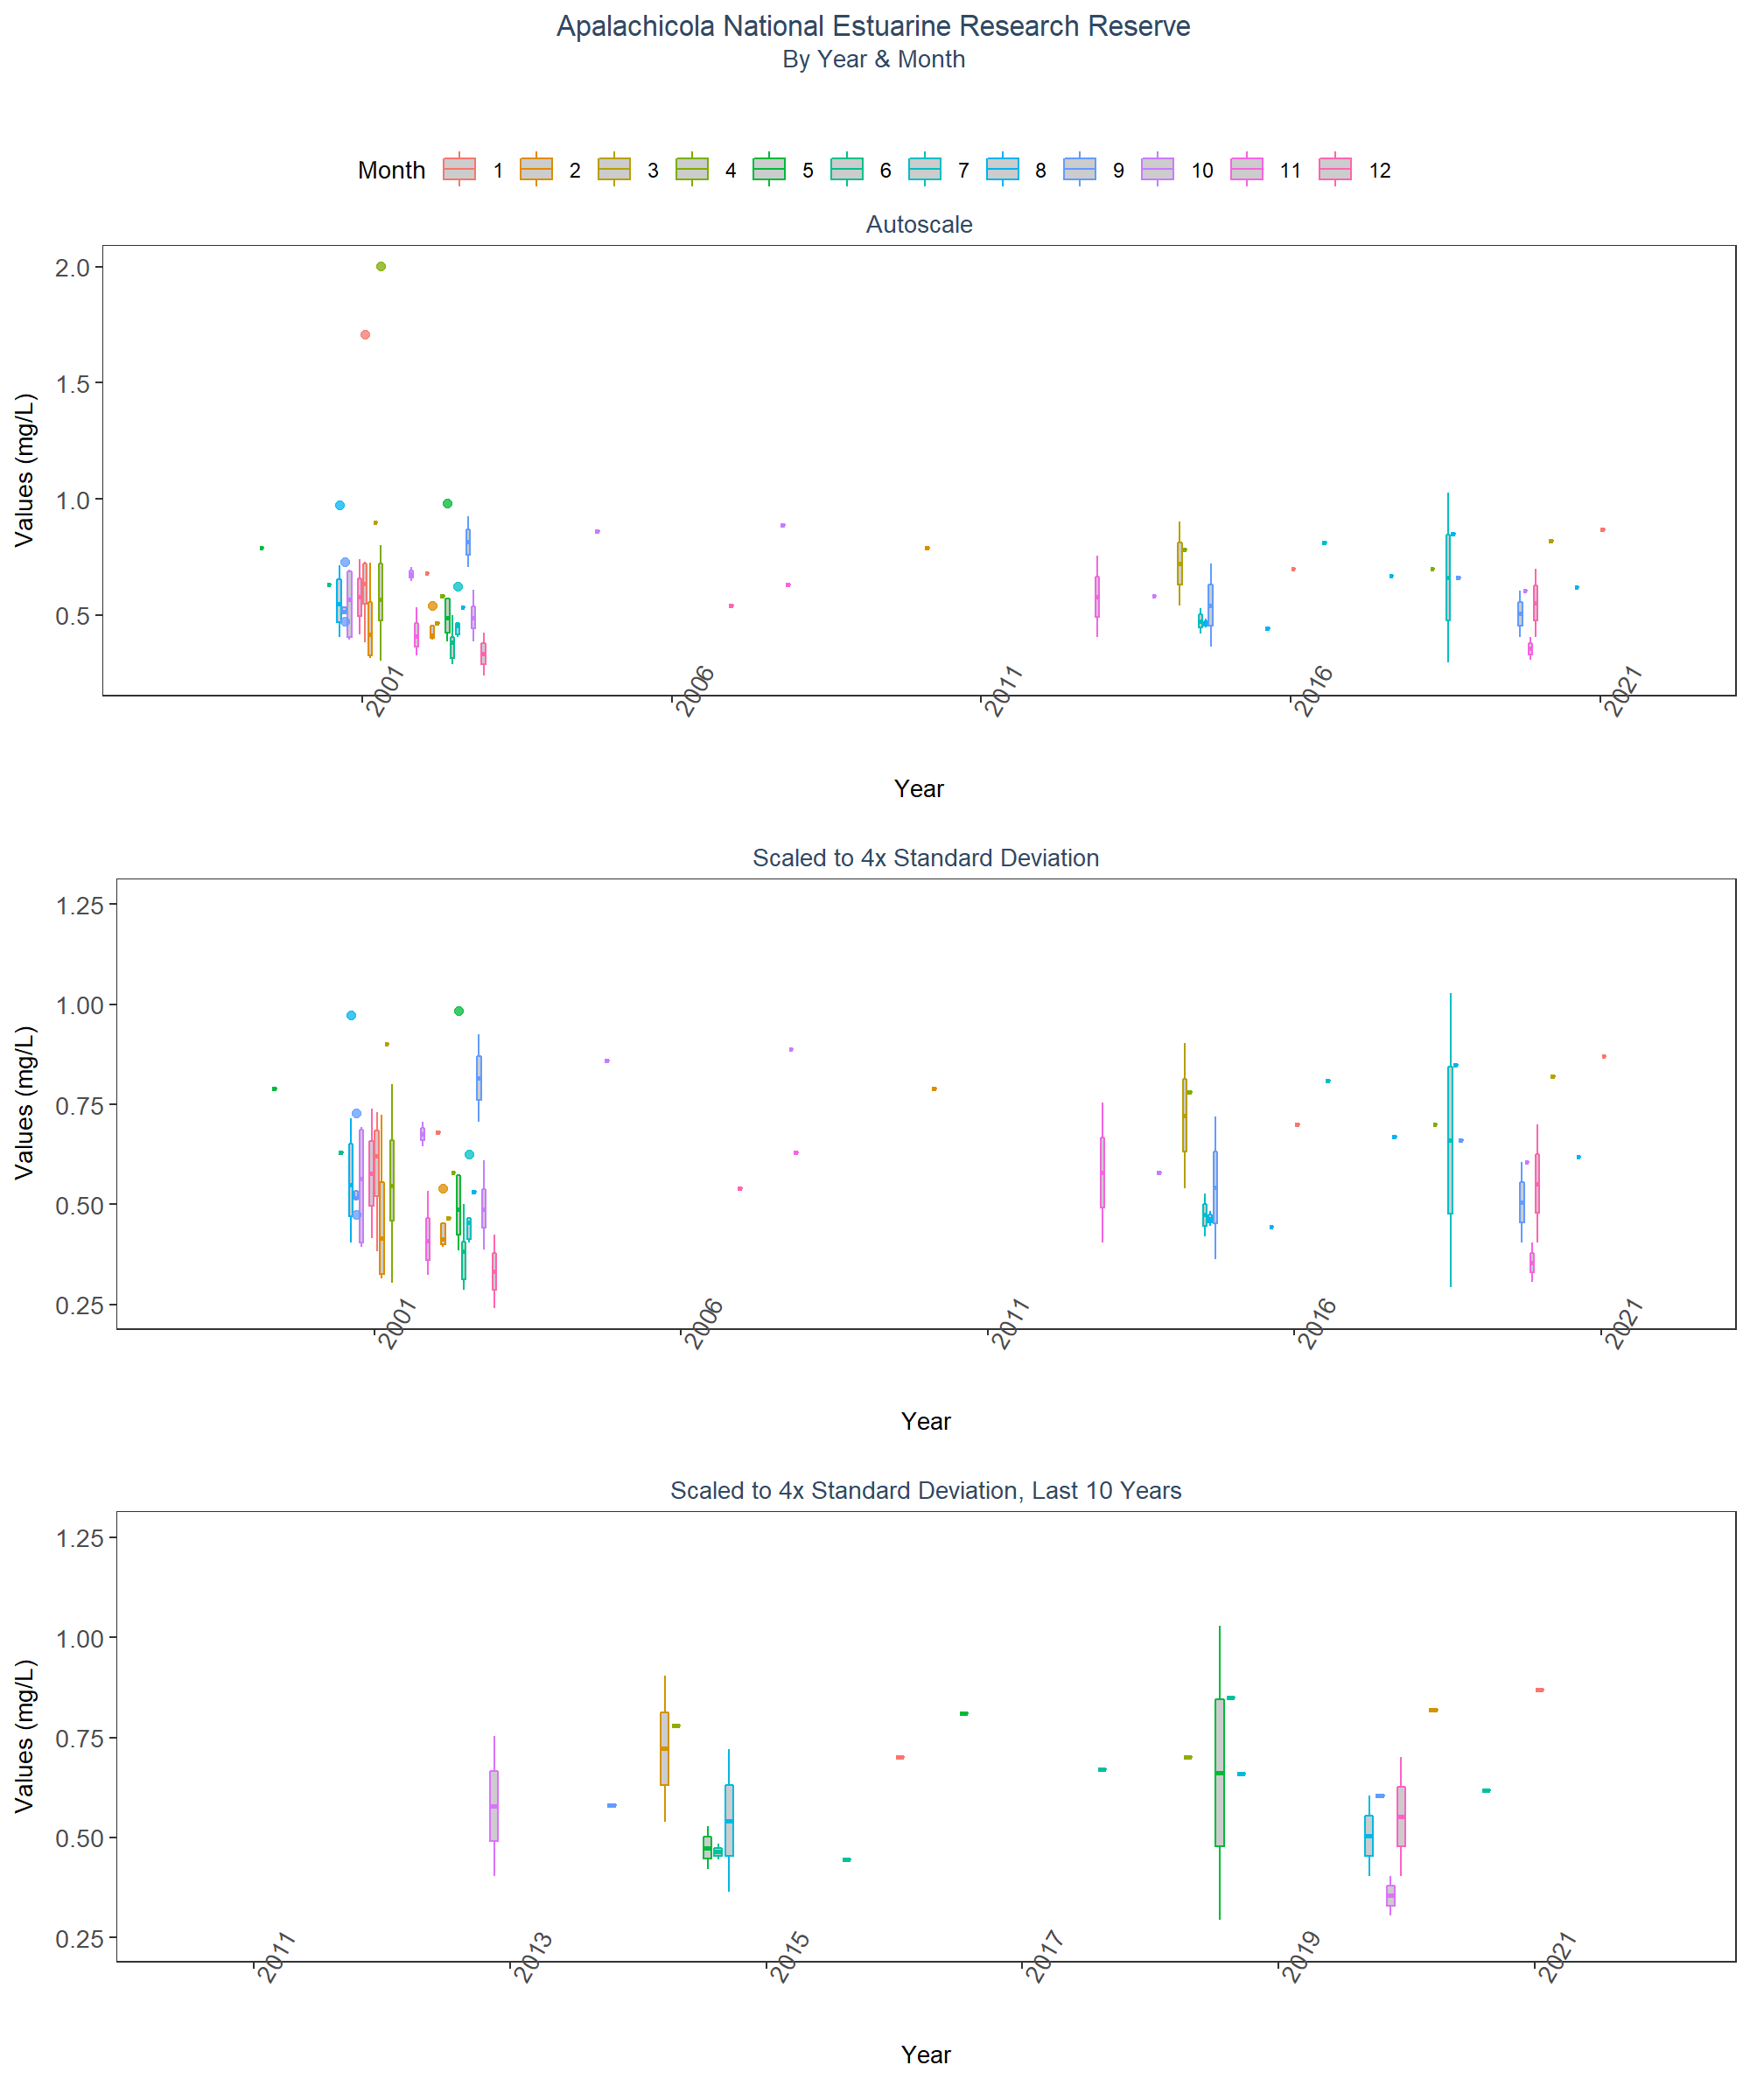 Apalachicola National Estuarine Research Reserve
By Year & Month
Month 1 2 3 4 5 6 7 8 9 10 11 12
Autoscale
Values (mg/L)
2.0
1.5
1.0
0.5
2001 2006 2011 2016 2021
Year
Scaled to 4x Standard Deviation
Values (mg/L)
1.25
1.00
0.75
0.50
0.25
2001 2006 2011 2016 2021
Year
Scaled to 4x Standard Deviation, Last 10 Years
Values (mg/L)
1.25
1.00
0.75
0.50
0.25
2011 2013 2015 2017 2019 2021
Year